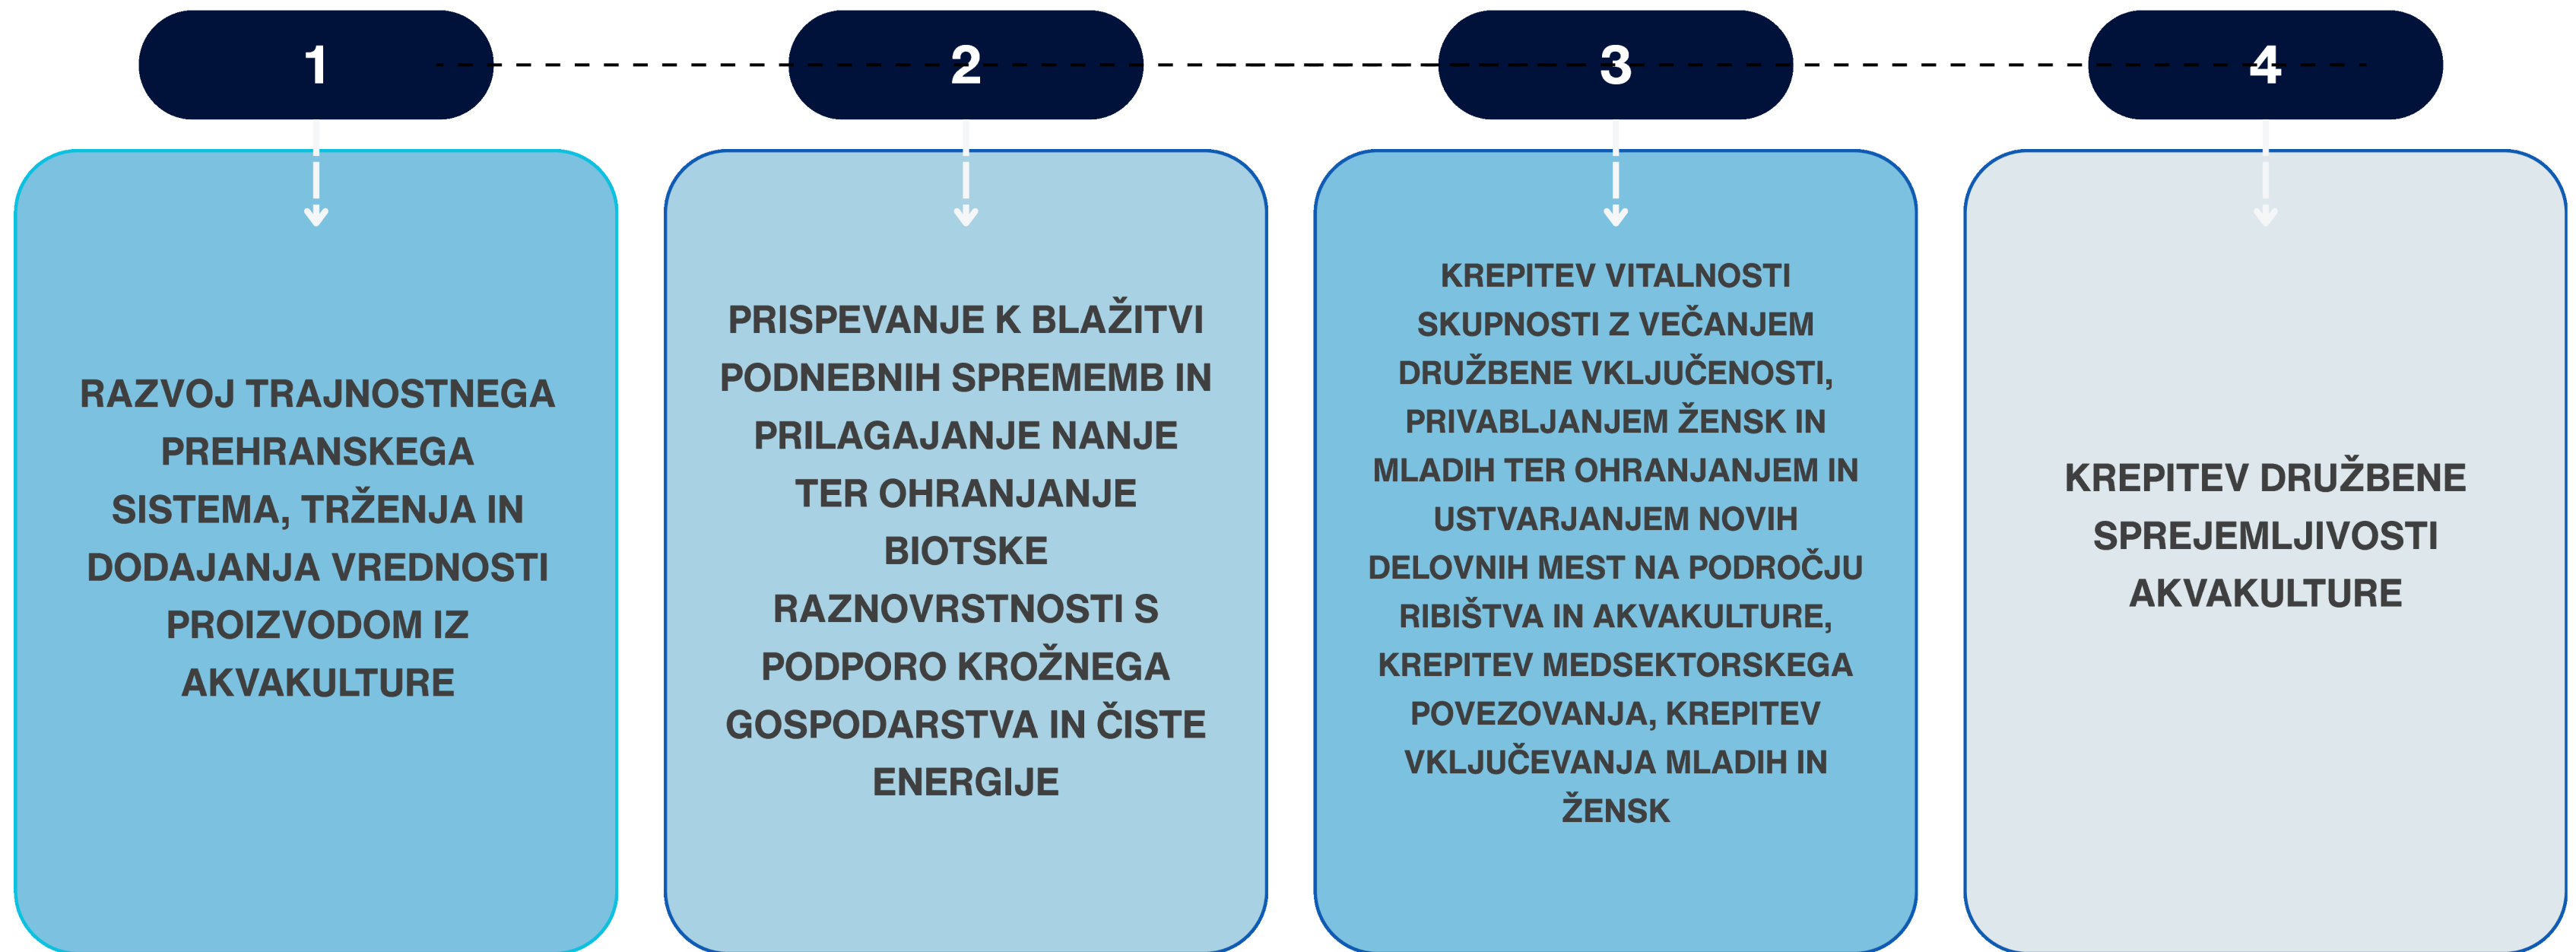 1
RAZVOJ TRAJNOSTNEGA
PREHRANSKEGA
SISTEMA, TRŽENJA IN
DODAJANJA VREDNOSTI
PROIZVODOM IZ
AKVAKULTURE
2
PRISPEVANJE K BLAŽITVI
PODNEBNIH SPREMEMB IN
PRILAGAJANJE NANJE
TER OHRANJANJE
BIOTSKE
RAZNOVRSTNOSTI S
PODPORO KROŽNEGA
GOSPODARSTVA IN ČISTE
ENERGIJE
3
KREPITEV VITALNOSTI
SKUPNOSTI Z VEČANJEM
DRUŽBENE VKLJUČENOSTI,
PRIVABLJANJEM ŽENSK IN
MLADIH TER OHRANJANJEM IN
USTVARJANJEM NOVIH
DELOVNIH MEST NA PODROČJU
RIBIŠTVA IN AKVAKULTURE,
KREPITEV MEDSEKTORSKEGA
POVEZOVANJA, KREPITEV
VKLJUČEVANJA MLADIH IN
ŽENSK
4
KREPITEV DRUŽBENE
SPREJEMLJIVOSTI
AKVAKULTURE